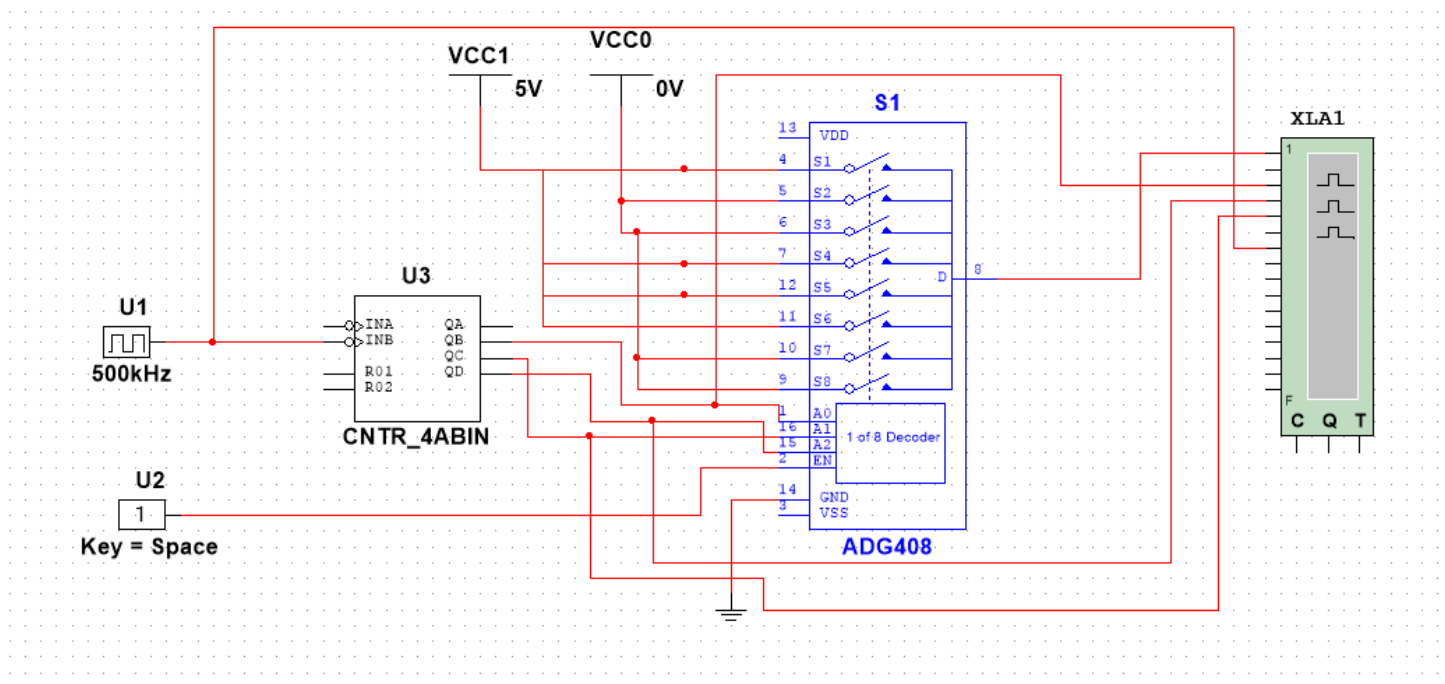 VCC1
5V
VCC0
0V
S1
XLA1
13
VDD
4
S1
5
S2
6
S3
7
S4
12
S5
11
S6
10
S7
9
S8
D
8
1
A0
16
A1
15
A2
2
EN
1 of 8 Decoder
14
GND
3
VSS
ADG408
U3
INA
INB
R01
R02
QA
QB
QC
QD
CNTR_4ABIN
U1
500kHz
U2
1
Key = Space
1
F
C Q T